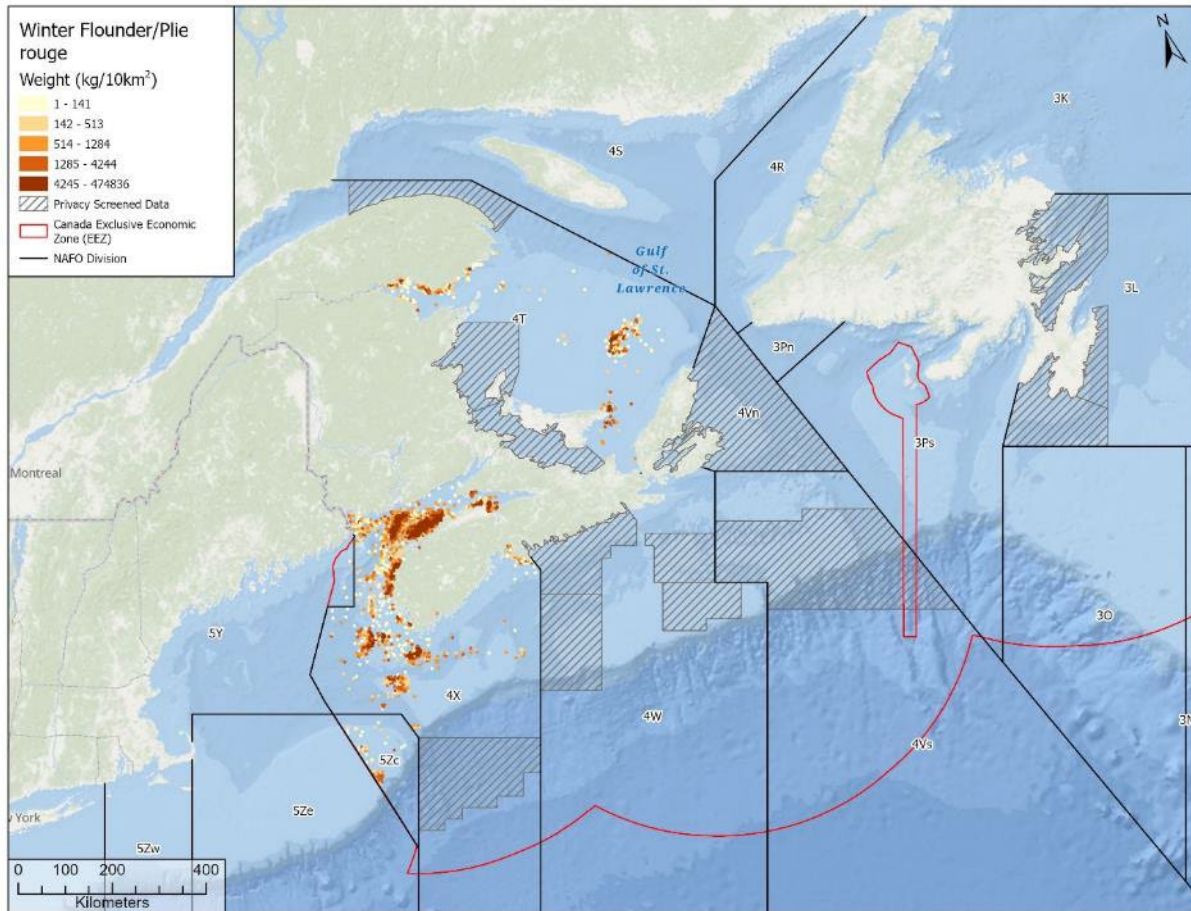 Winter Flounder/Plie
rouge
Weight (kg/10km²)
1 - 141
142 - 513
514 - 1284
1285 - 4244
4245 - 474836
Privacy Screened Data
Canada Exclusive Economic
Zone (EEZ)
NAFO Division
N
3K
4S
4R
Gulf
of St.
Lawrence
3L
4T
3Pn
4Vn
3Ps
Montreal
3O
5Y
4X
4W
4Vs
5Zc
5Ze
York
5Zw
0 100 200 400
Kilometers